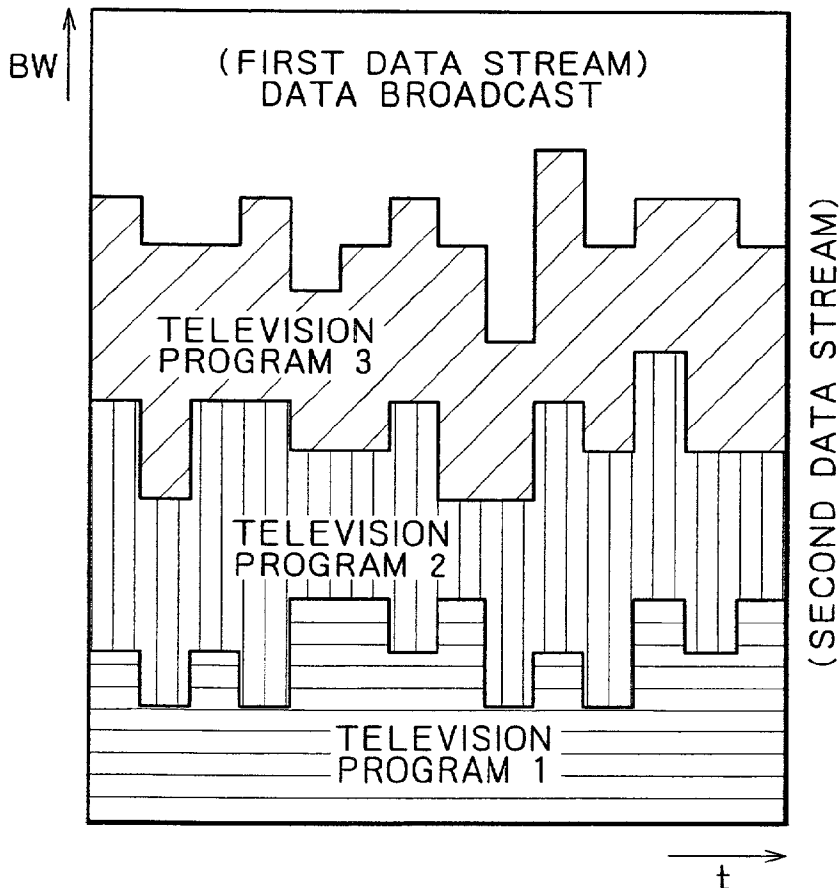 BW
(FIRST DATA STREAM)
DATA BROADCAST
TELEVISION
PROGRAM 3
TELEVISION
PROGRAM 2
TELEVISION
PROGRAM 1
(SECOND DATA STREAM)
t